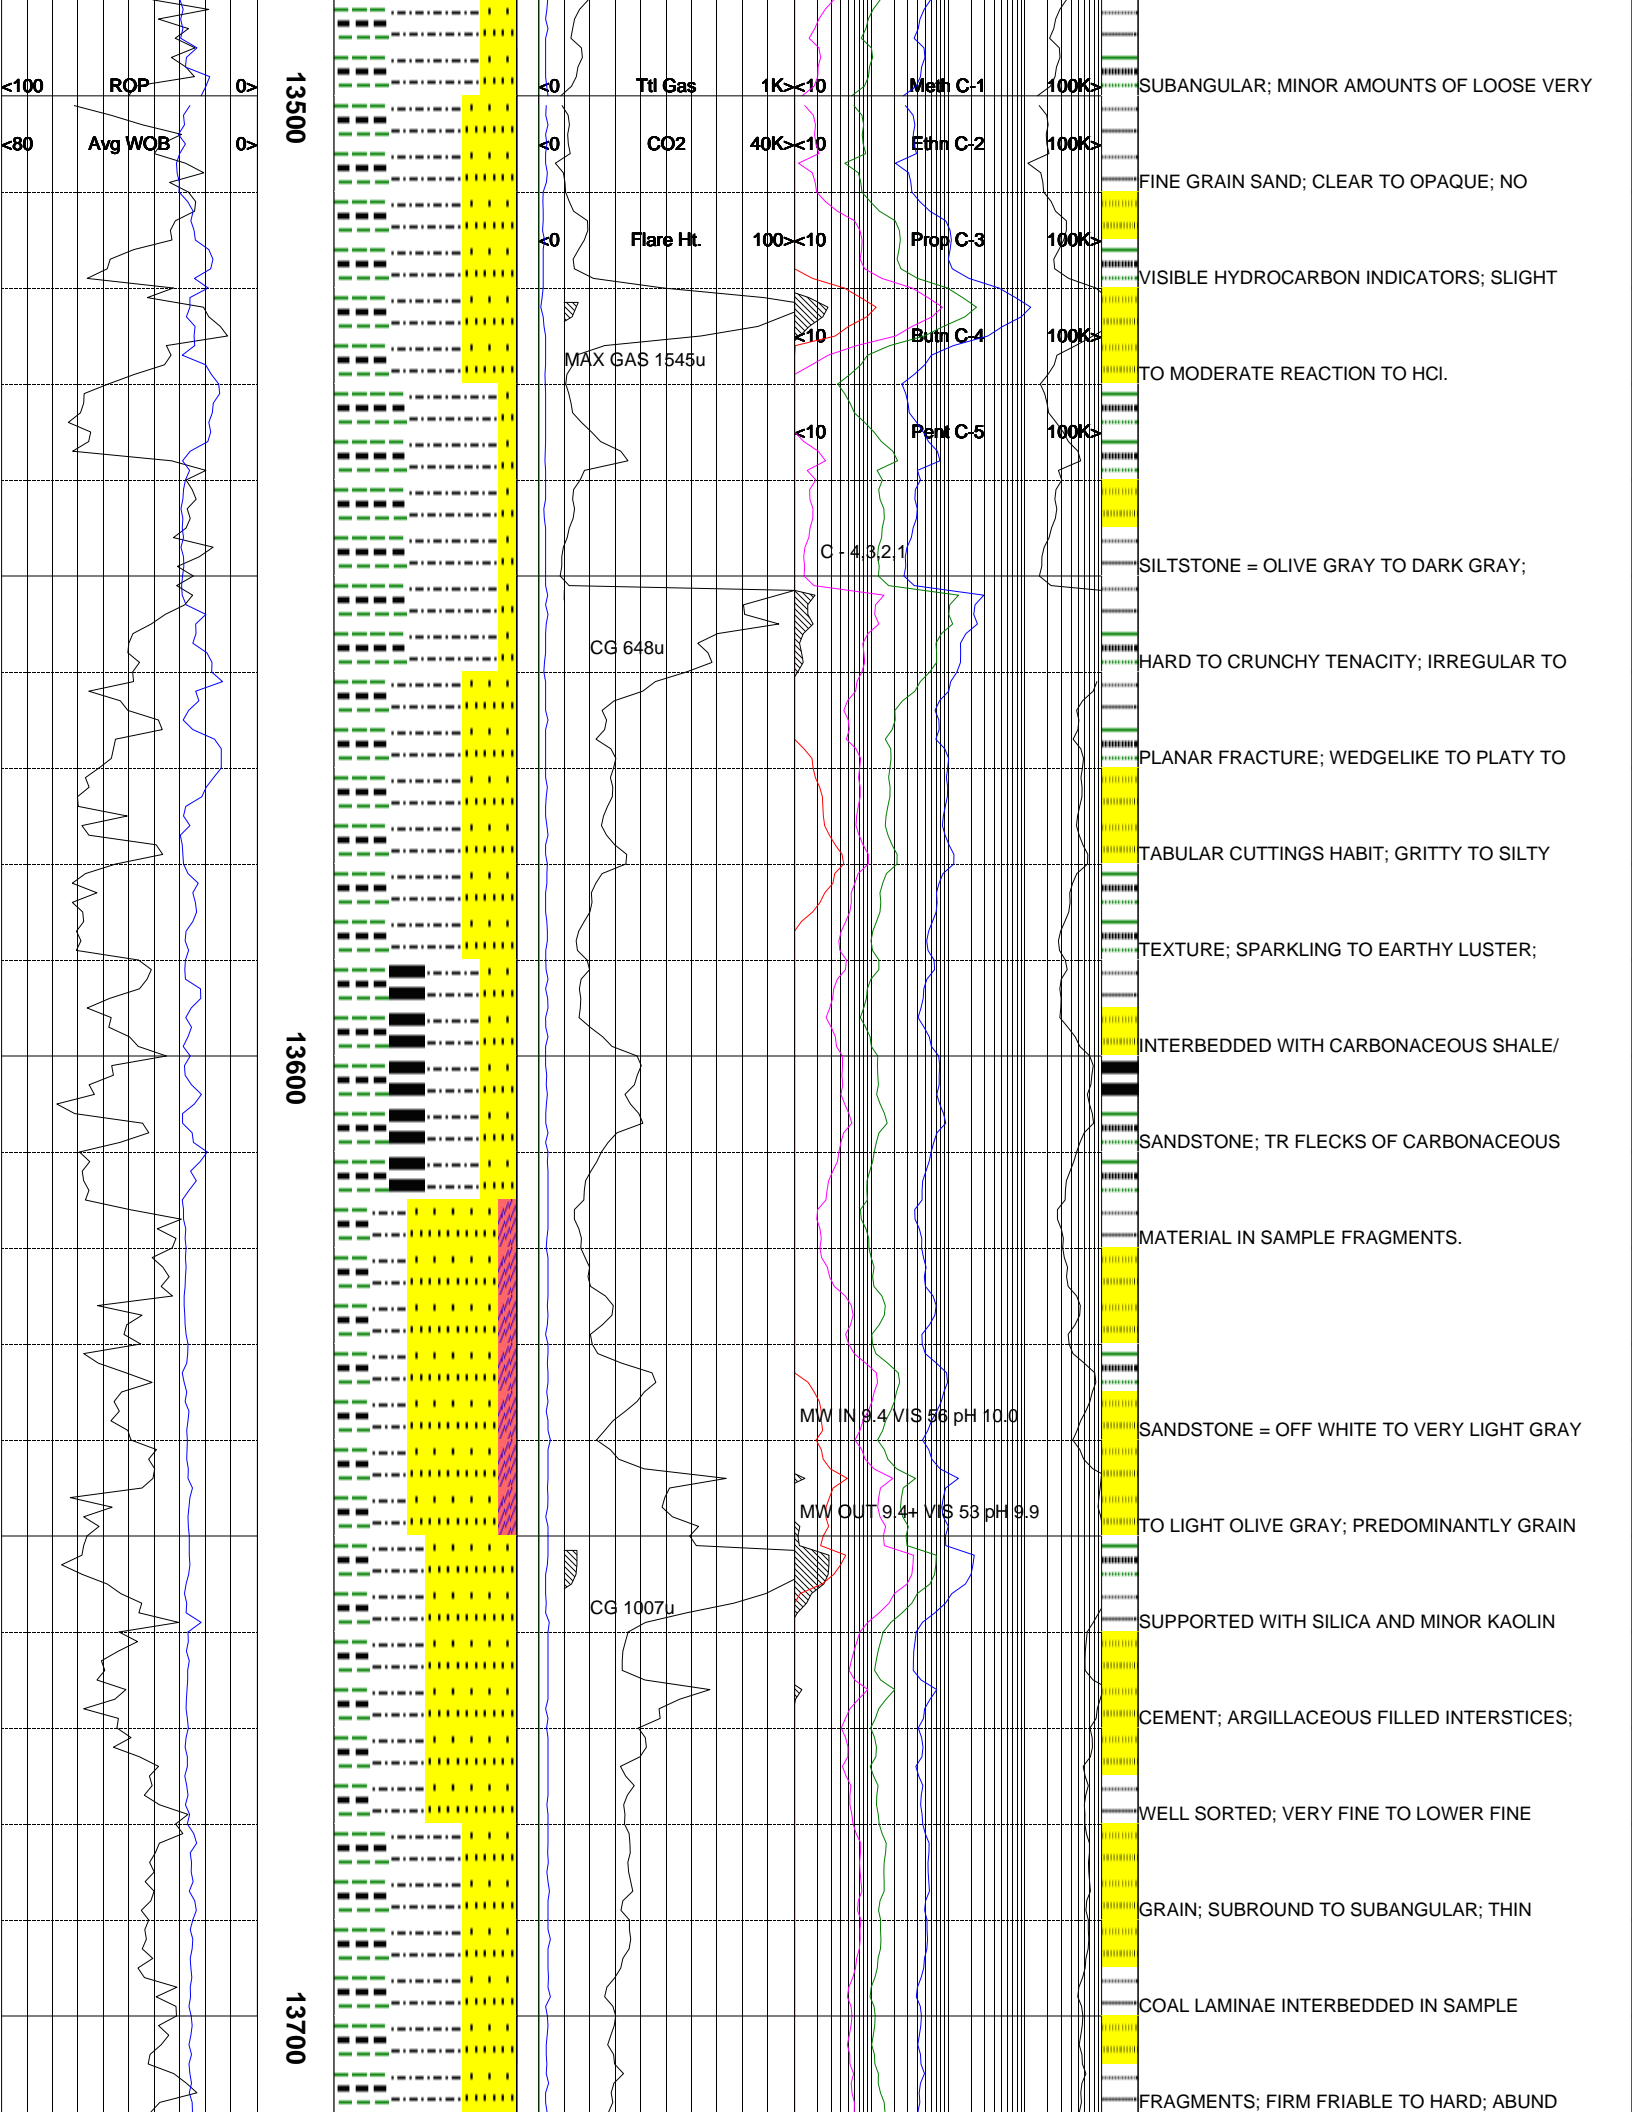 <100 ROP 0> <0 Ttl Gas 1K><10 Meth C-1 100K> SUBANGULAR; MINOR AMOUNTS OF LOOSE VERY
13500
<80 Avg WOB 0> <0 CO2 40K><10 Ethn C-2 100K>
FINE GRAIN SAND; CLEAR TO OPAQUE; NO
<0 Flare Ht. 100><10 Prop C-3 100K>
VISIBLE HYDROCARBON INDICATORS; SLIGHT
<10 Butn C-4 100K>
MAX GAS 1545u
TO MODERATE REACTION TO HCl.
<10 Pent C-5 100K>
C - 4,3,2,1
SILTSTONE = OLIVE GRAY TO DARK GRAY;
CG 648u
HARD TO CRUNCHY TENACITY; IRREGULAR TO
PLANAR FRACTURE; WEDGELIKE TO PLATY TO
TABULAR CUTTINGS HABIT; GRITTY TO SILTY
TEXTURE; SPARKLING TO EARTHY LUSTER;
INTERBEDDED WITH CARBONACEOUS SHALE/
13600
SANDSTONE; TR FLECKS OF CARBONACEOUS
MATERIAL IN SAMPLE FRAGMENTS.
MW IN 9.4 VIS 56 pH 10.0
SANDSTONE = OFF WHITE TO VERY LIGHT GRAY
MW OUT 9.4+ VIS 53 pH 9.9
TO LIGHT OLIVE GRAY; PREDOMINANTLY GRAIN
CG 1007u
SUPPORTED WITH SILICA AND MINOR KAOLIN
CEMENT; ARGILLACEOUS FILLED INTERSTICES;
WELL SORTED; VERY FINE TO LOWER FINE
GRAIN; SUBROUND TO SUBANGULAR; THIN
COAL LAMINAE INTERBEDDED IN SAMPLE
13700
FRAGMENTS; FIRM FRIABLE TO HARD; ABUND